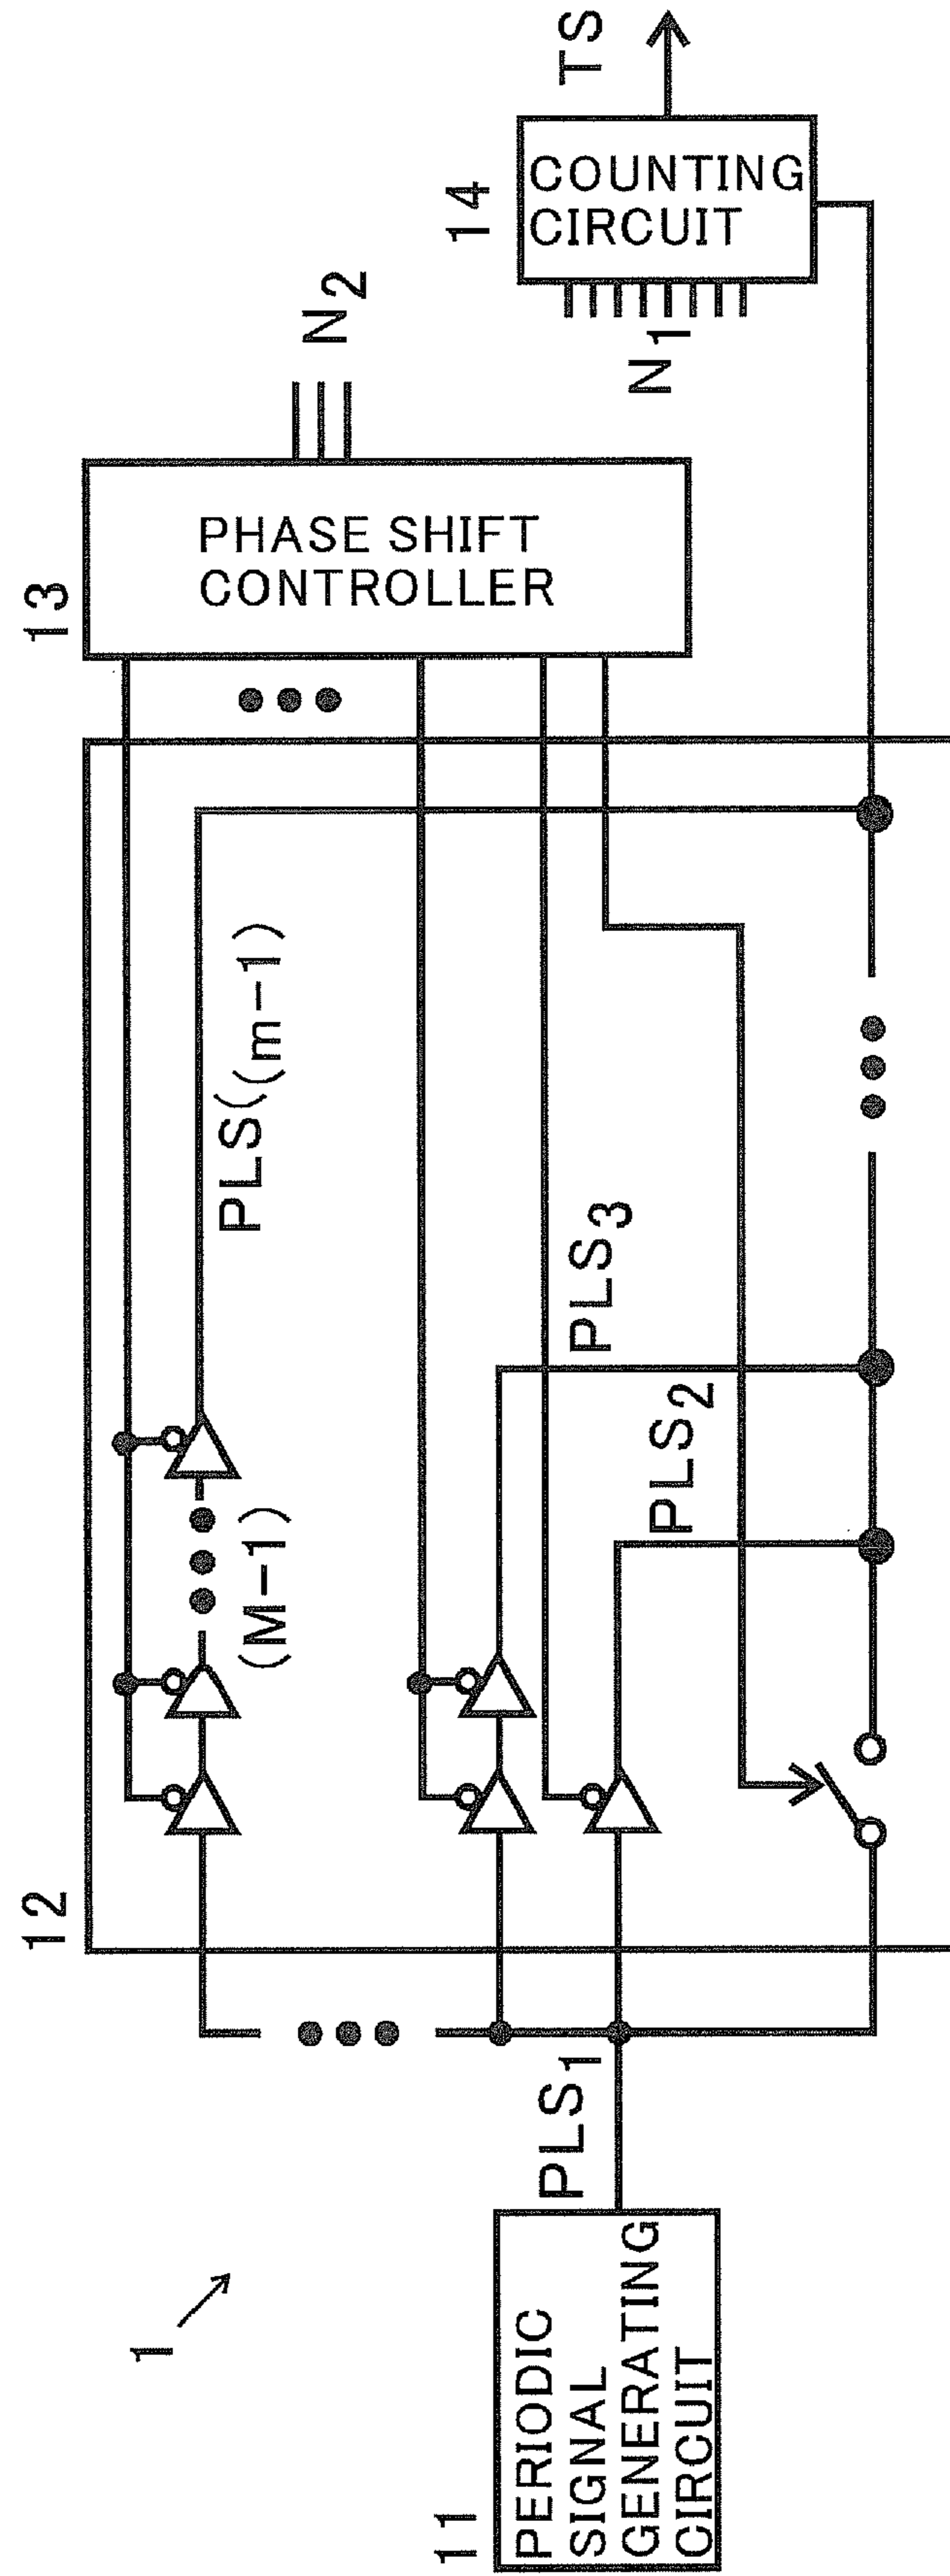 1
11
PERIODIC
SIGNAL
GENERATING
CIRCUIT
PLS1
12
(M-1)
PLS((m-1)
PLS2
PLS3
13
PHASE SHIFT
CONTROLLER
N2
14
COUNTING
CIRCUIT
N1
TS